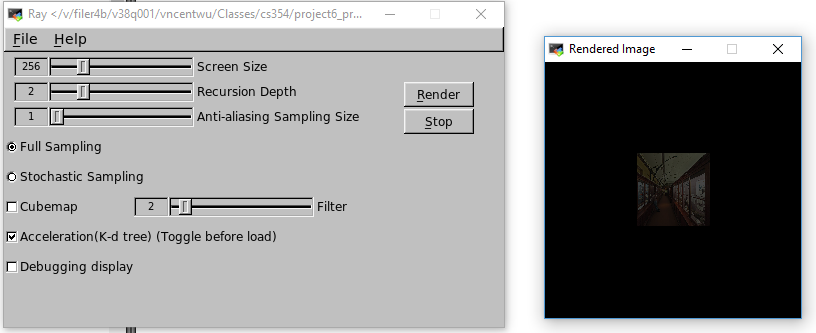 Ray </v/filer4b/v38q001/vncentwu/Classes/cs354/project6_pr...
File Help
256 Screen Size
2 Recursion Depth
1 Anti-aliasing Sampling Size
Render
Stop
Full Sampling
Stochastic Sampling
Cubemap 2 Filter
Acceleration(K-d tree) (Toggle before load)
Debugging display
Rendered Image